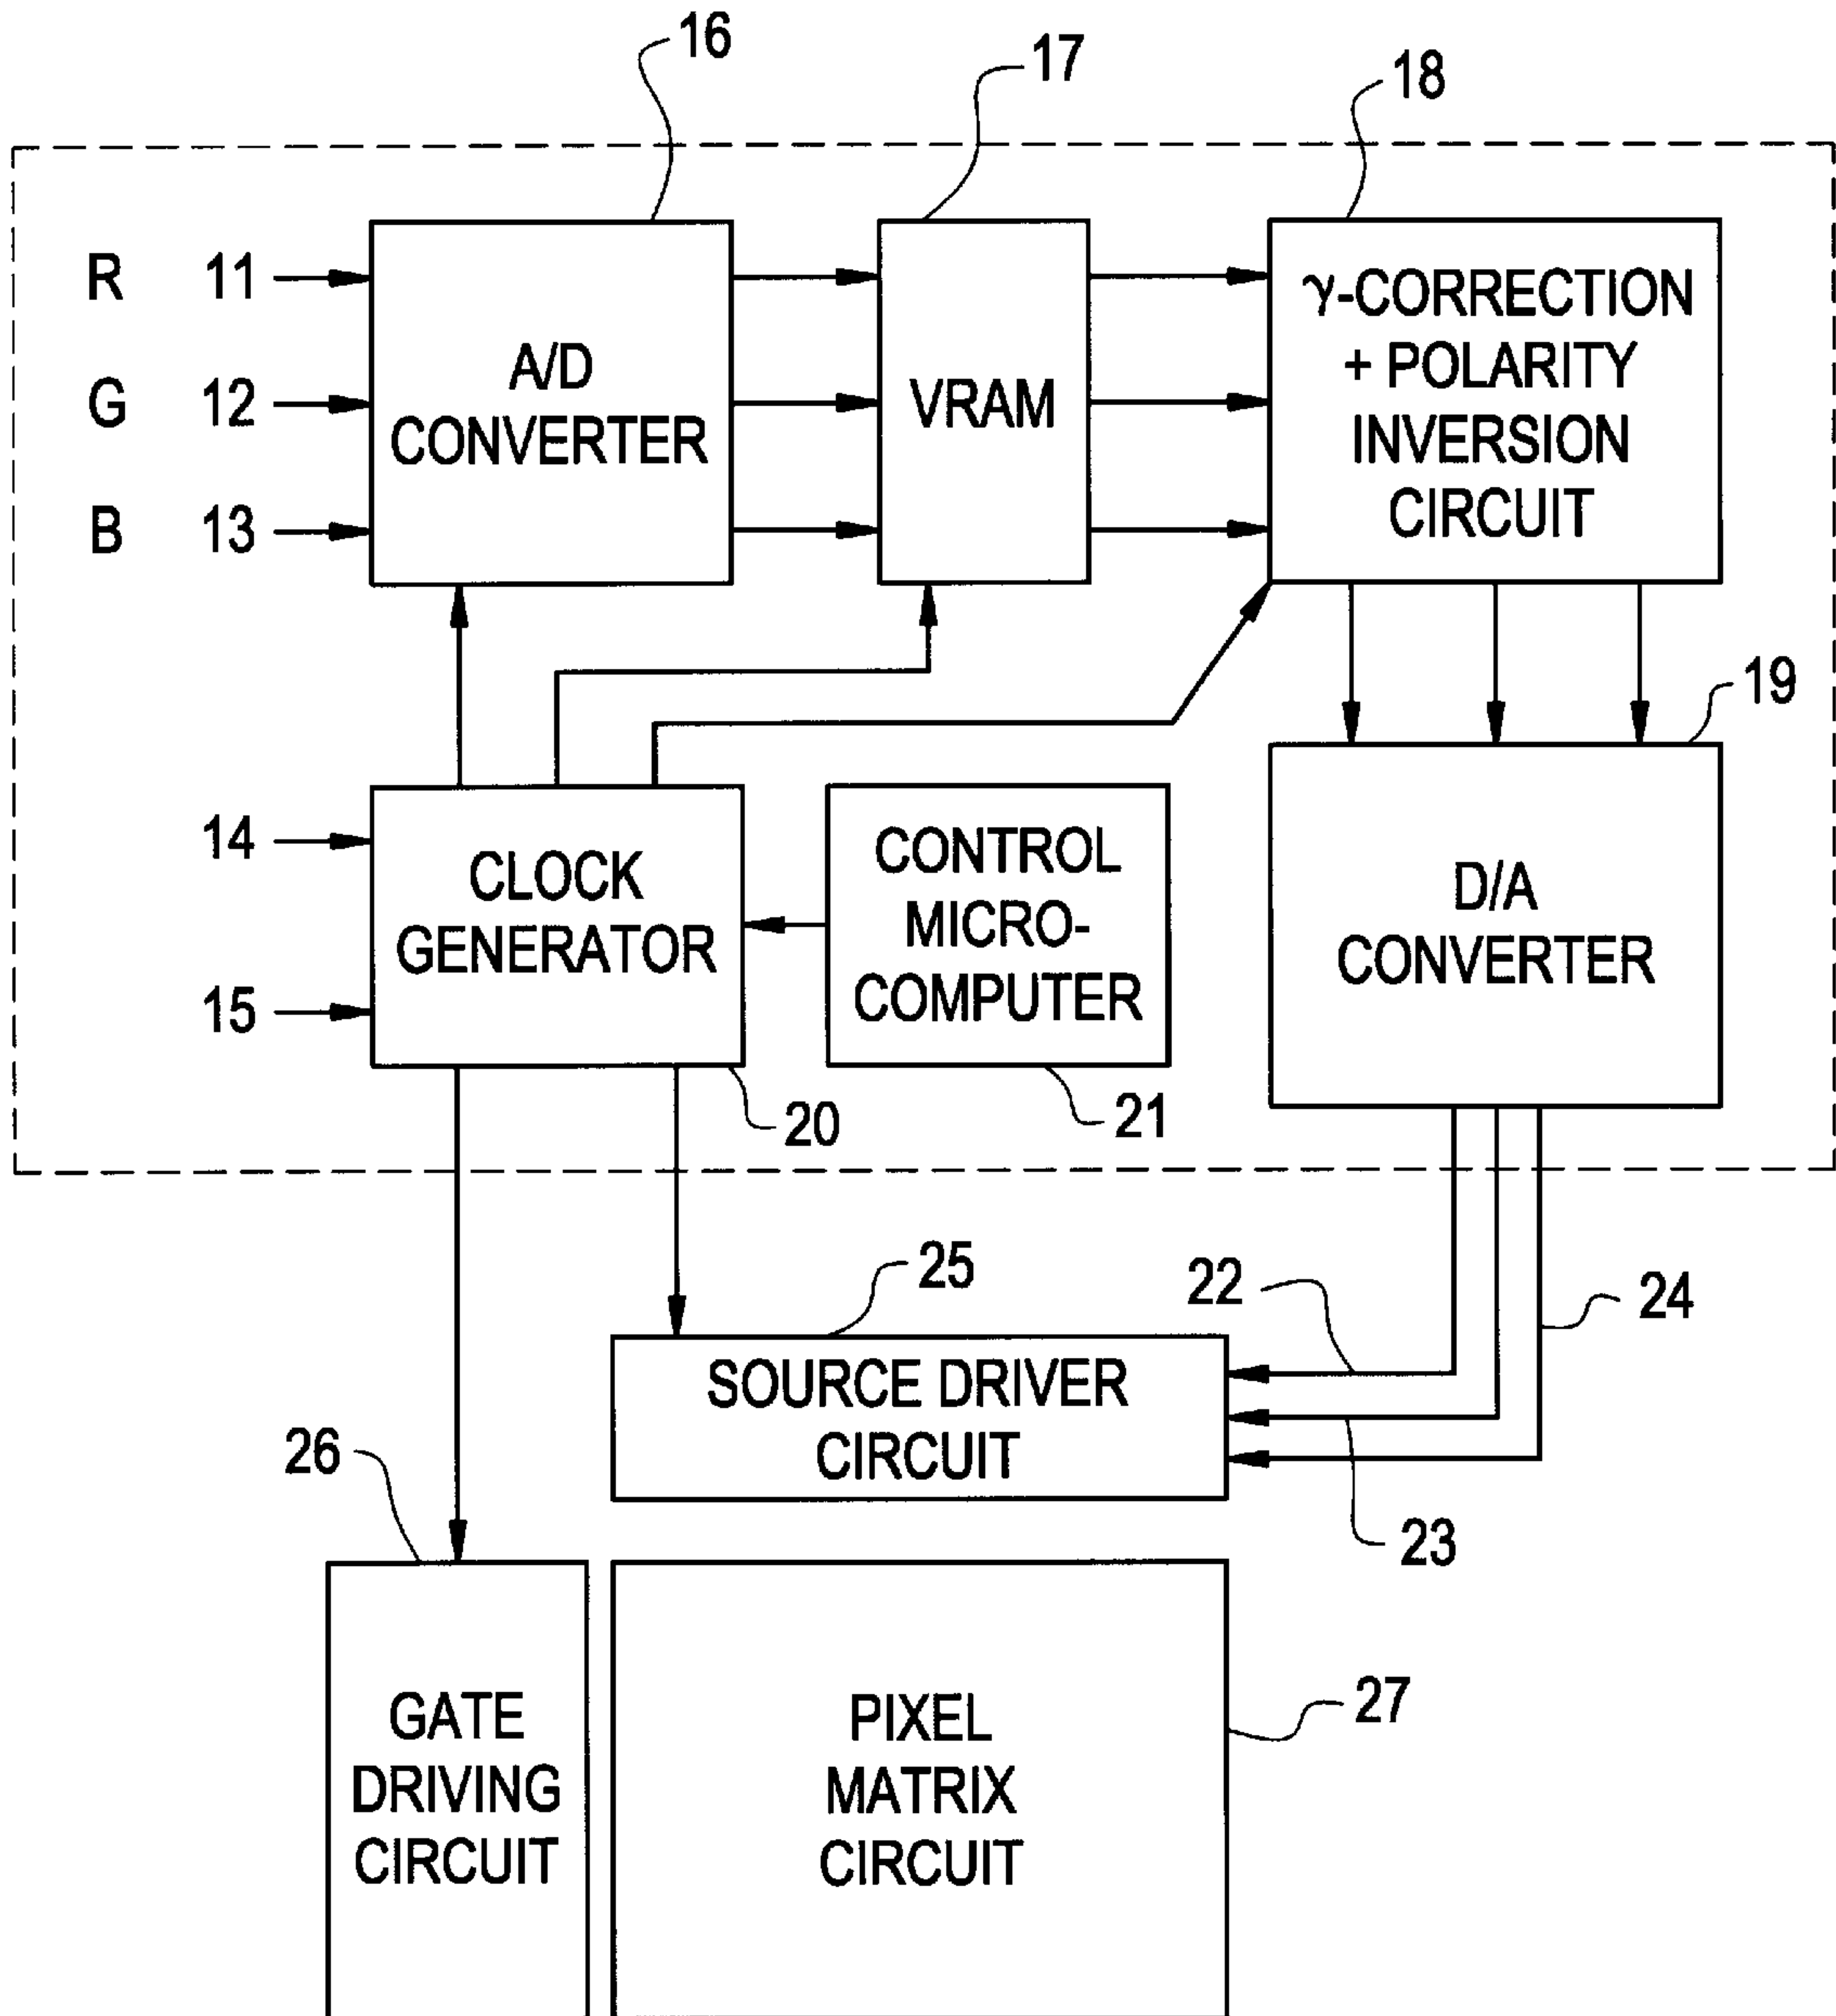 16
17
18
R 11
G 12
B 13
A/D
CONVERTER
VRAM
γ-CORRECTION
+ POLARITY
INVERSION
CIRCUIT
19
14
15
CLOCK
GENERATOR
CONTROL
MICRO-
COMPUTER
D/A
CONVERTER
20
21
25
22
24
SOURCE DRIVER
CIRCUIT
26
23
GATE
DRIVING
CIRCUIT
PIXEL
MATRIX
CIRCUIT
27